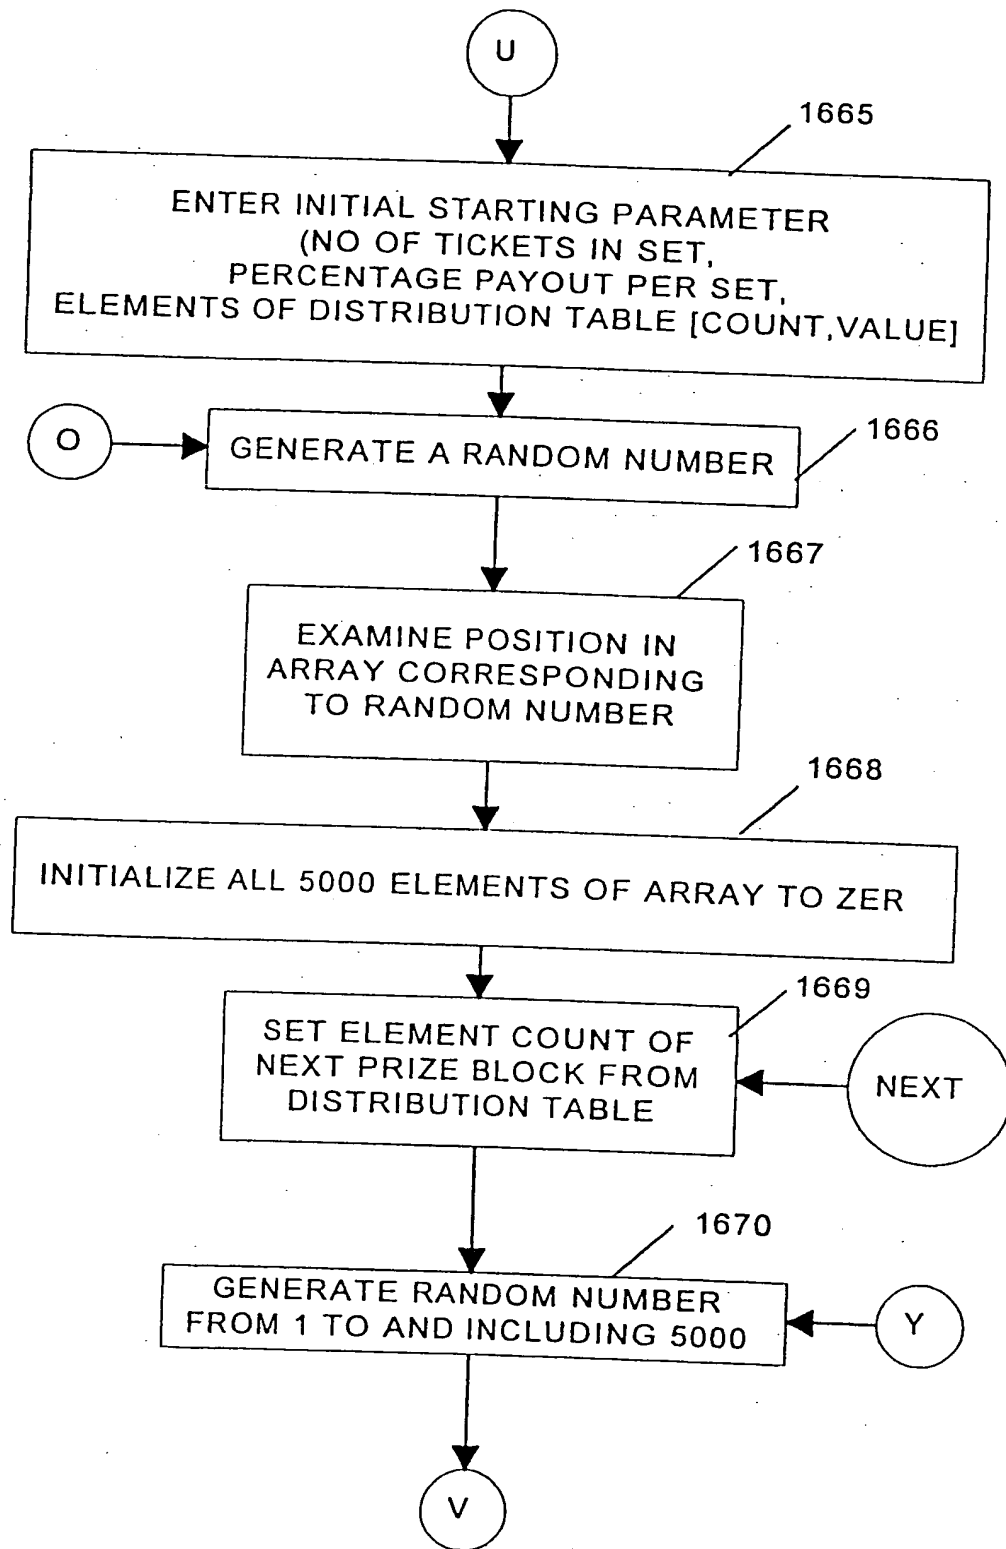 U
1665
ENTER INITIAL STARTING PARAMETER
(NO OF TICKETS IN SET,
PERCENTAGE PAYOUT PER SET,
ELEMENTS OF DISTRIBUTION TABLE [COUNT,VALUE]
O
1666
GENERATE A RANDOM NUMBER
1667
EXAMINE POSITION IN
ARRAY CORRESPONDING
TO RANDOM NUMBER
1668
INITIALIZE ALL 5000 ELEMENTS OF ARRAY TO ZER
1669
SET ELEMENT COUNT OF
NEXT PRIZE BLOCK FROM
DISTRIBUTION TABLE
NEXT
1670
GENERATE RANDOM NUMBER
FROM 1 TO AND INCLUDING 5000
Y
V